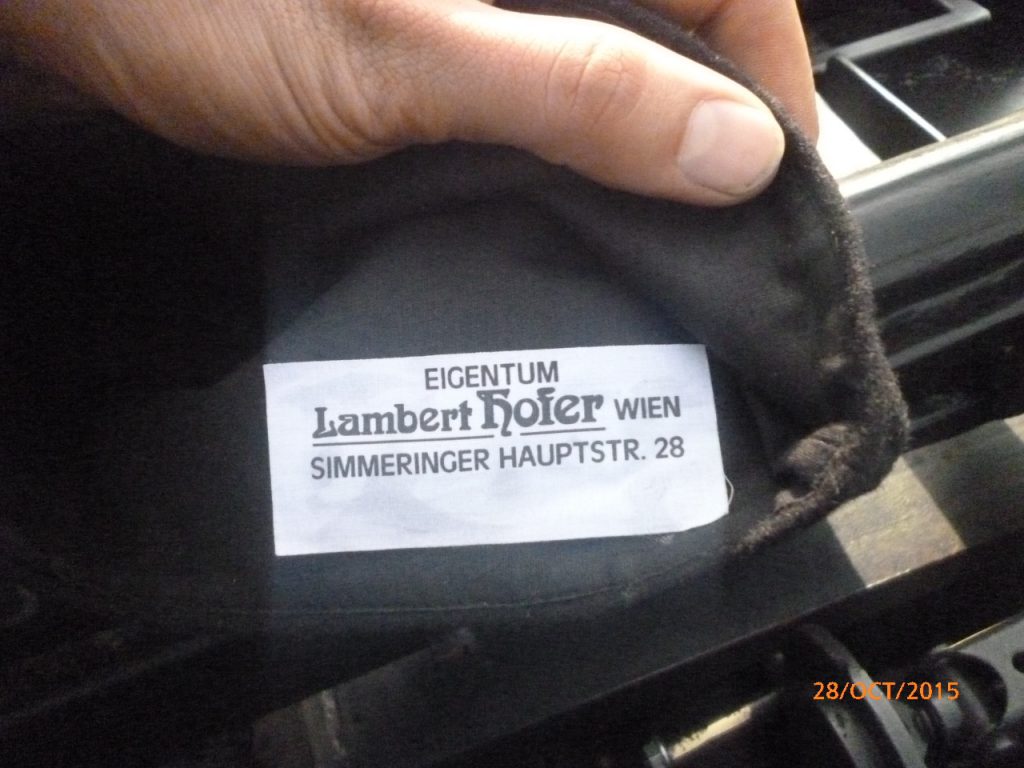 EIGENTUM
Lambert Hofer WIEN
SIMMERINGER HAUPTSTR. 28
28/OCT/2015